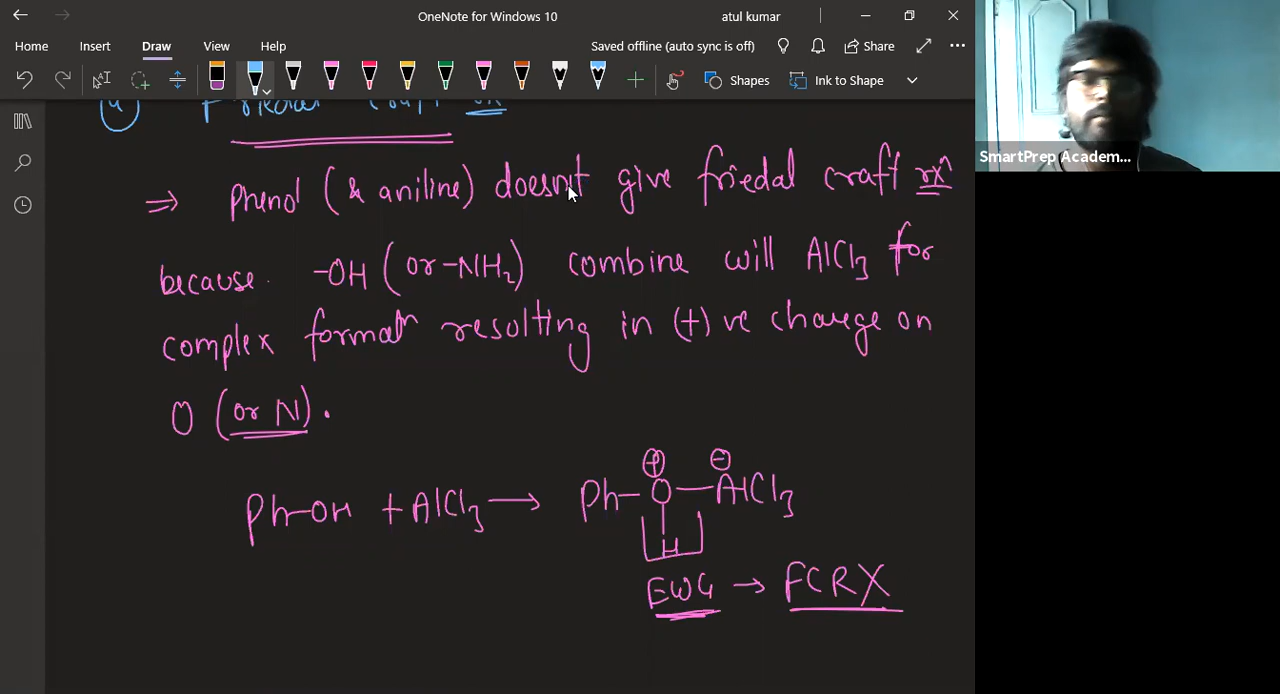 OneNote for Windows 10
atul kumar
Home Insert Draw View Help
Saved offline (auto sync is off)
Share
Shapes
Ink to Shape
SmartPrep Academ...
⇒ Phenol (& aniline) doesn't give friedal craft rxⁿ
because -OH (or -NH₂) combine will AlCl₃ for
complex formatⁿ resulting in (+)ve charge on
O (or N).
Ph-OH + AlCl₃ → Ph-O-AlCl₃
⊕ ⊖
H
EWG → FCRX